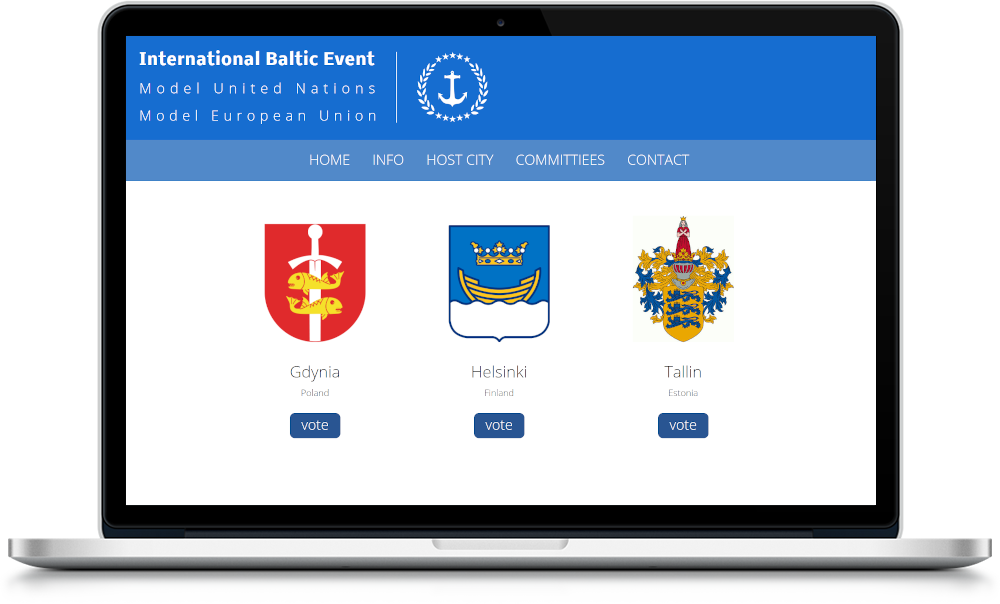 International Baltic Event
Model United Nations
Model European Union
HOME INFO HOST CITY COMMITTIEES CONTACT
Gdynia Helsinki Tallin
Poland Finland Estonia
vote vote vote